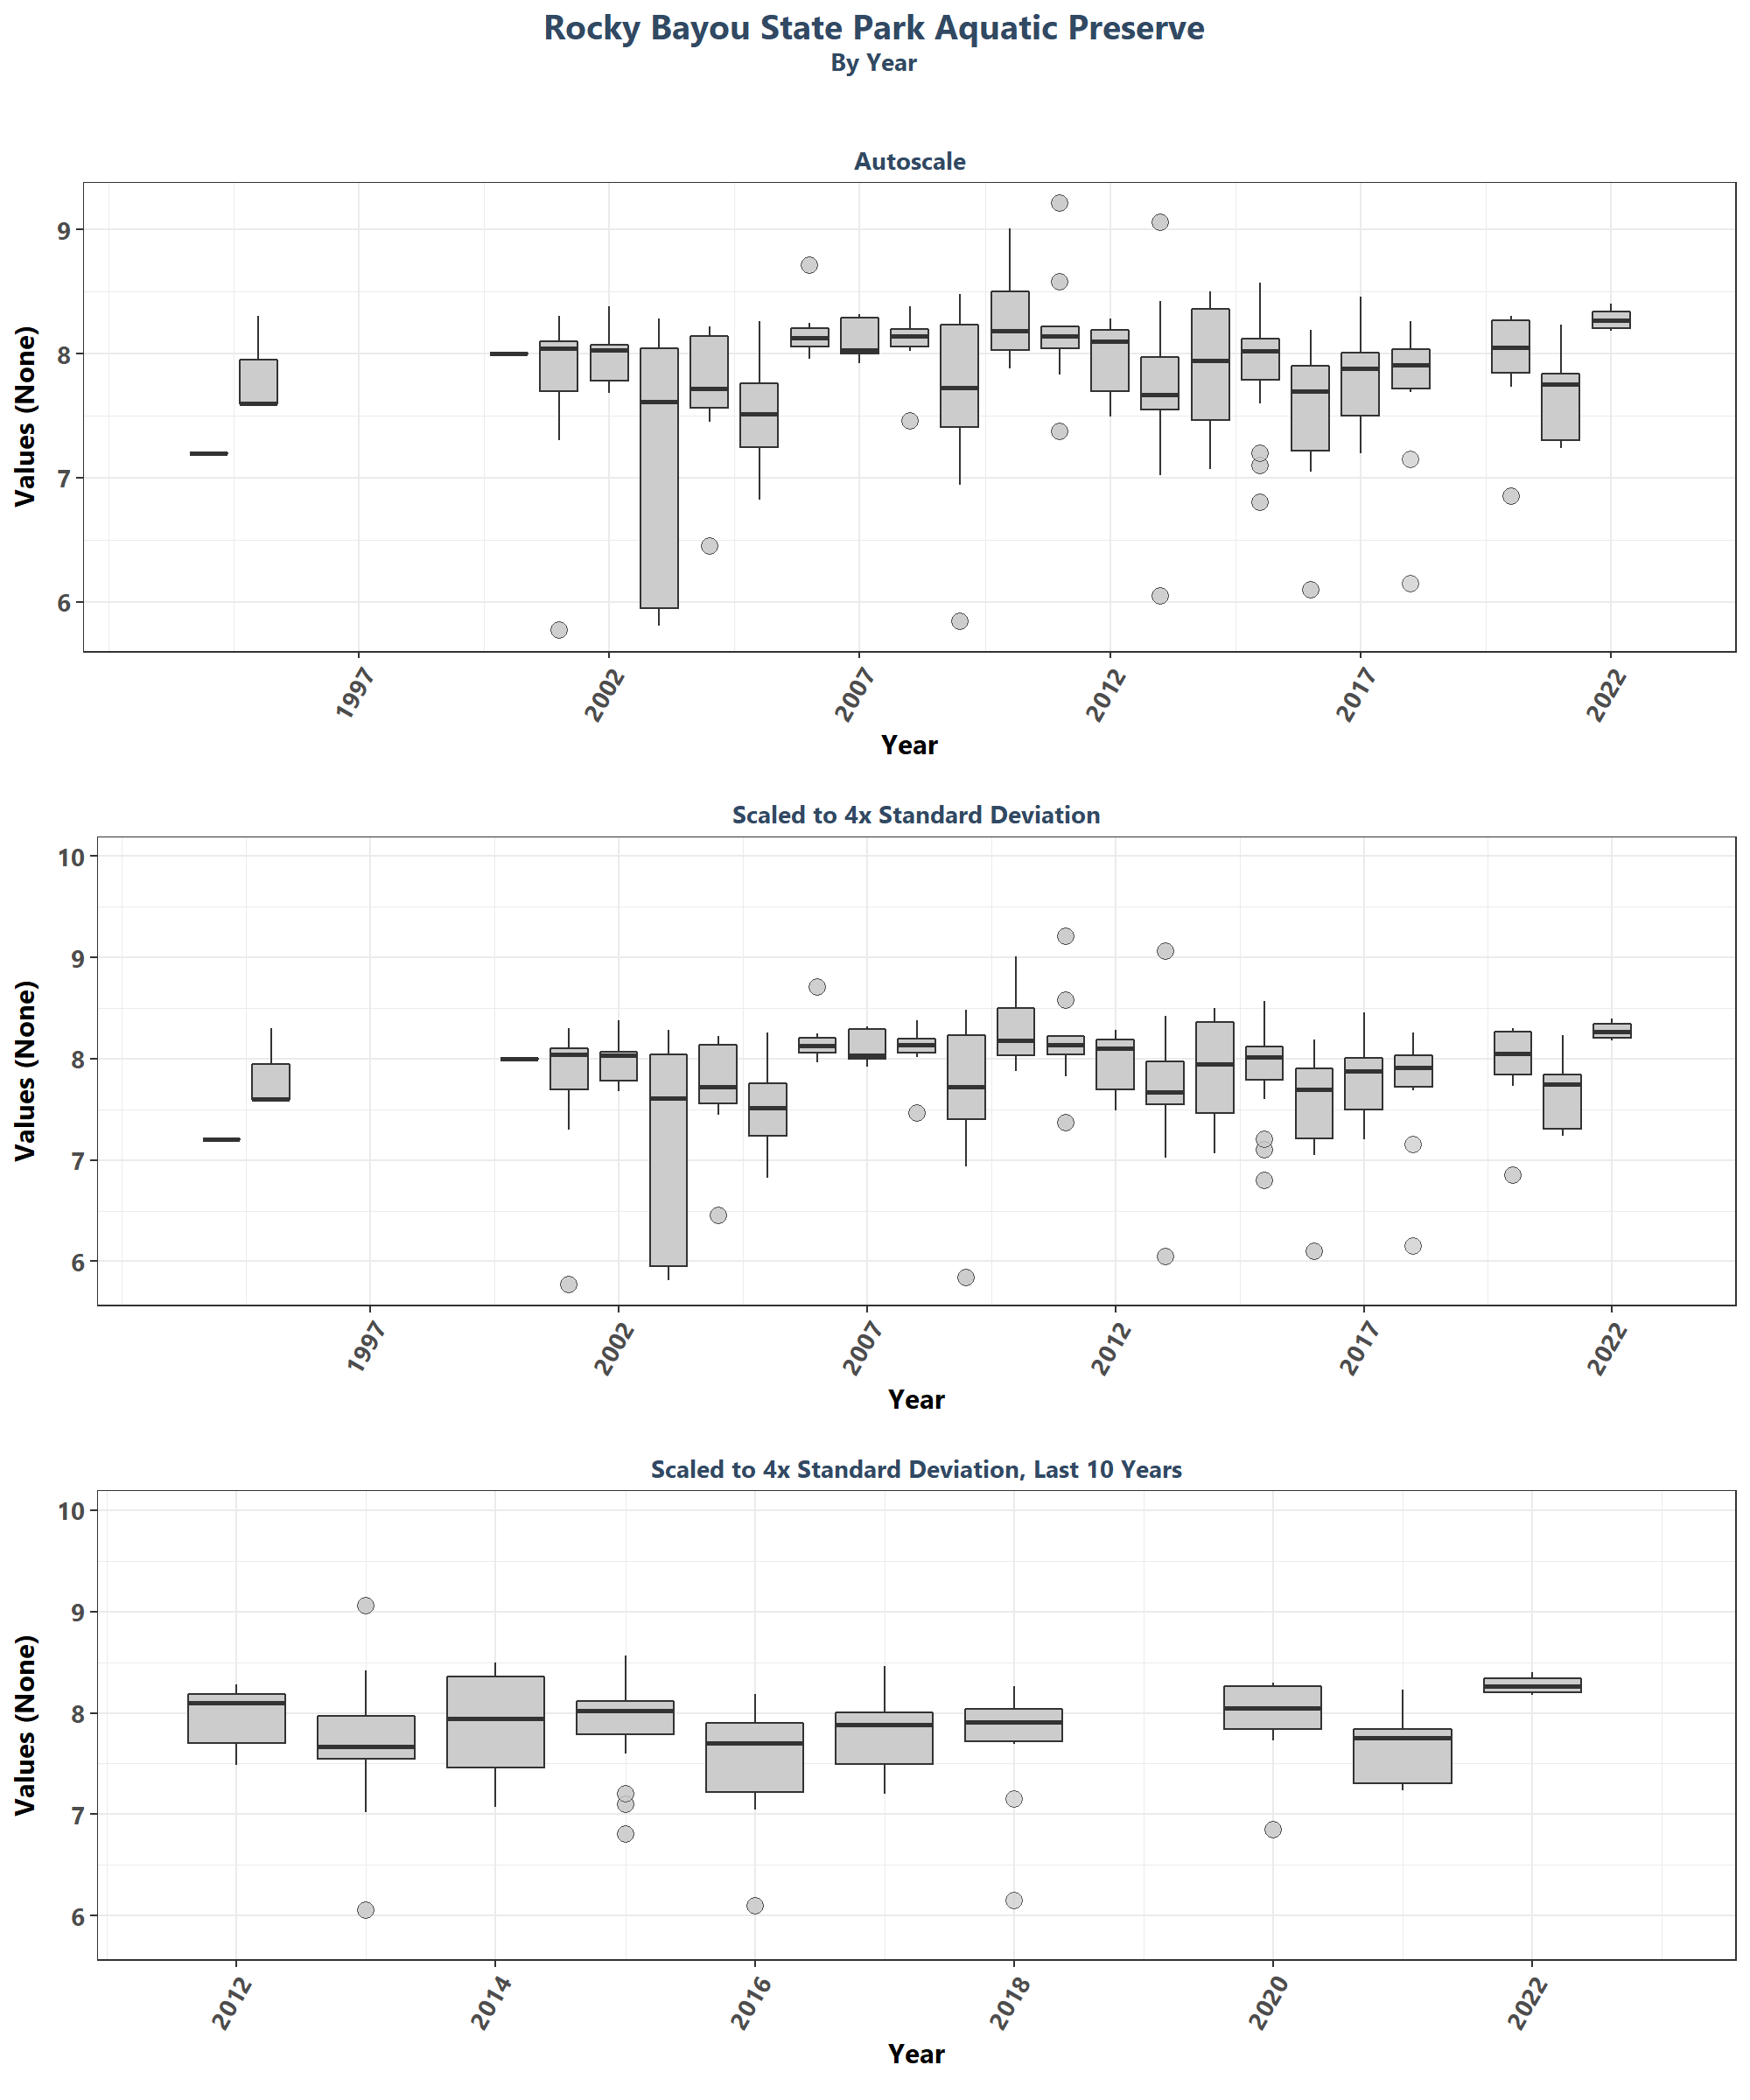 Rocky Bayou State Park Aquatic Preserve
By Year
Autoscale
Values (None)
9
8
7
6
1997
2002
2007
2012
2017
2022
Year
Scaled to 4x Standard Deviation
Values (None)
10
9
8
7
6
1997
2002
2007
2012
2017
2022
Year
Scaled to 4x Standard Deviation, Last 10 Years
Values (None)
10
9
8
7
6
2012
2014
2016
2018
2020
2022
Year